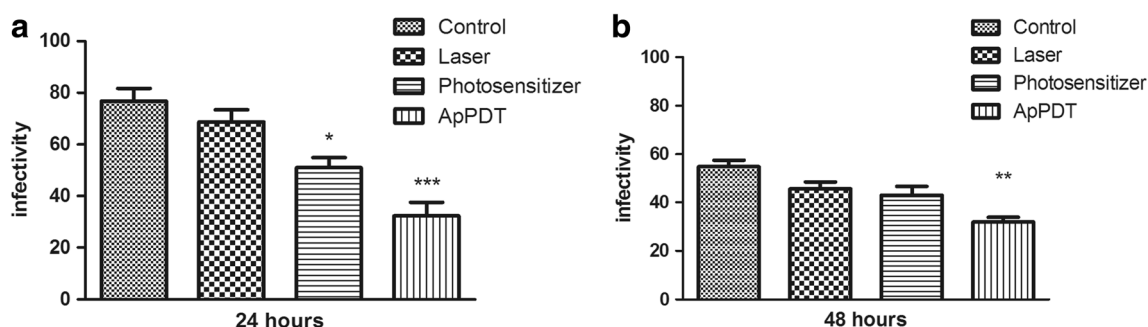 a
Control
Laser
Photosensitizer
ApPDT
infectivity
100
80
60
40
20
0
*
***
24 hours
b
Control
Laser
Photosensitizer
ApPDT
infectivity
100
80
60
40
20
0
**
48 hours